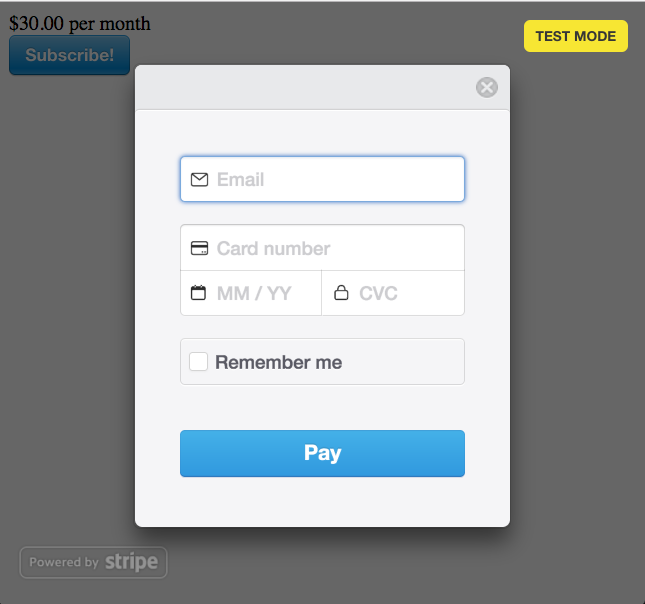 $30.00 per month
TEST MODE
Subscribe!
Email
Card number
MM / YY
CVC
Remember me
Pay
Powered by stripe